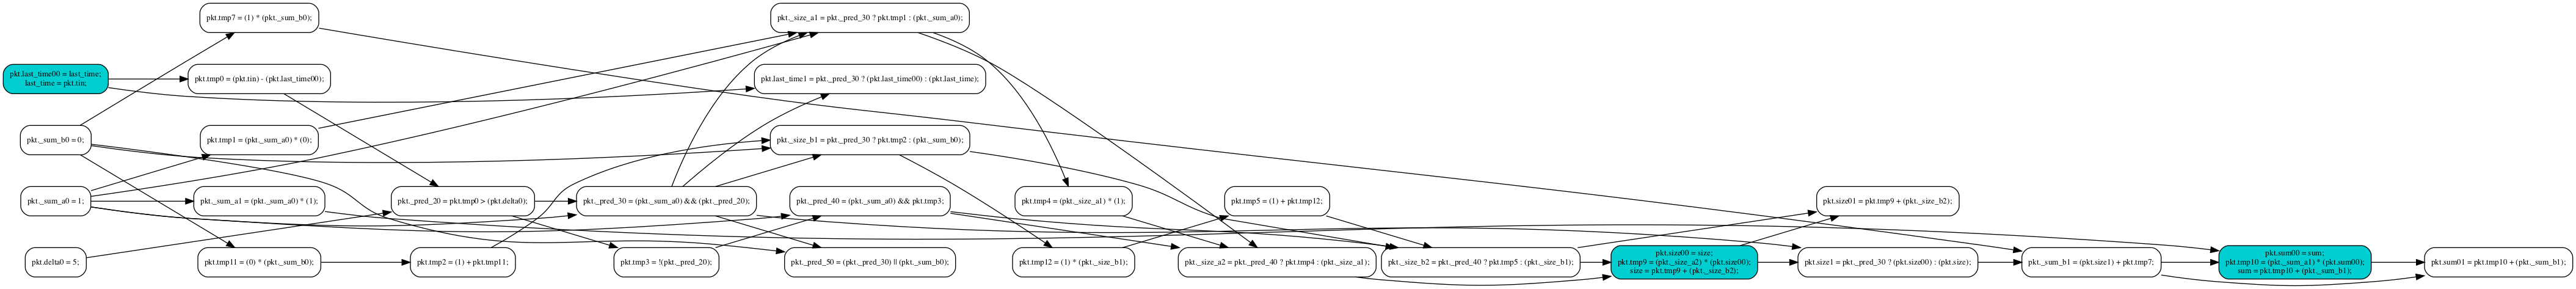 pkt.tmp7 = (1) * (pkt._sum_b0);
pkt._size_a1 = pkt._pred_30 ? pkt.tmp1 : (pkt._sum_a0);
pkt.last_time00 = last_time;
last_time = pkt.tin;
pkt.tmp0 = (pkt.tin) - (pkt.last_time00);
pkt.last_time1 = pkt._pred_30 ? (pkt.last_time00) : (pkt.last_time);
pkt._sum_b0 = 0;
pkt.tmp1 = (pkt._sum_a0) * (0);
pkt._size_b1 = pkt._pred_30 ? pkt.tmp2 : (pkt._sum_b0);
pkt._sum_a0 = 1;
pkt._sum_a1 = (pkt._sum_a0) * (1);
pkt._pred_20 = pkt.tmp0 > (pkt.delta0);
pkt._pred_30 = (pkt._sum_a0) && (pkt._pred_20);
pkt._pred_40 = (pkt._sum_a0) && pkt.tmp3;
pkt.tmp4 = (pkt._size_a1) * (1);
pkt.tmp5 = (1) + pkt.tmp12;
pkt.size01 = pkt.tmp9 + (pkt._size_b2);
pkt.delta0 = 5;
pkt.tmp11 = (0) * (pkt._sum_b0);
pkt.tmp2 = (1) + pkt.tmp11;
pkt.tmp3 = !(pkt._pred_20);
pkt._pred_50 = (pkt._pred_30) || (pkt._sum_b0);
pkt.tmp12 = (1) * (pkt._size_b1);
pkt._size_a2 = pkt._pred_40 ? pkt.tmp4 : (pkt._size_a1);
pkt._size_b2 = pkt._pred_40 ? pkt.tmp5 : (pkt._size_b1);
pkt.size00 = size;
pkt.tmp9 = (pkt._size_a2) * (pkt.size00);
size = pkt.tmp9 + (pkt._size_b2);
pkt.size1 = pkt._pred_30 ? (pkt.size00) : (pkt.size);
pkt._sum_b1 = (pkt.size1) + pkt.tmp7;
pkt.sum00 = sum;
pkt.tmp10 = (pkt._sum_a1) * (pkt.sum00);
sum = pkt.tmp10 + (pkt._sum_b1);
pkt.sum01 = pkt.tmp10 + (pkt._sum_b1);